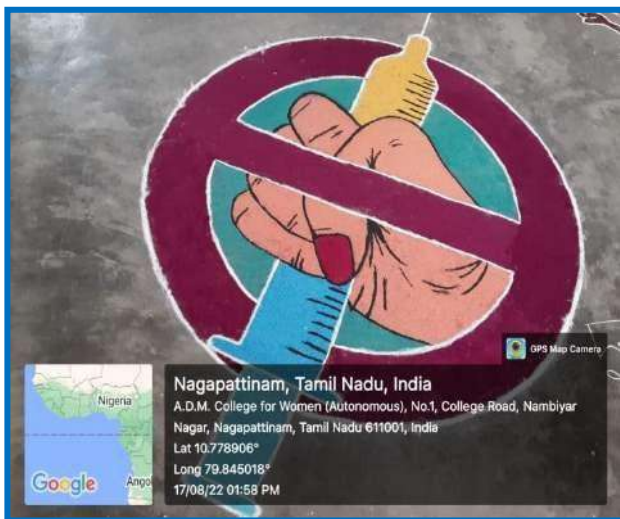 GPS Map Camera
Nigeria
Angol
Google
Nagapattinam, Tamil Nadu, India
A.D.M. College for Women (Autonomous), No.1, College Road, Nambiyar
Nagar, Nagapattinam, Tamil Nadu 611001, India
Lat 10.778906°
Long 79.845018°
17/08/22 01:58 PM